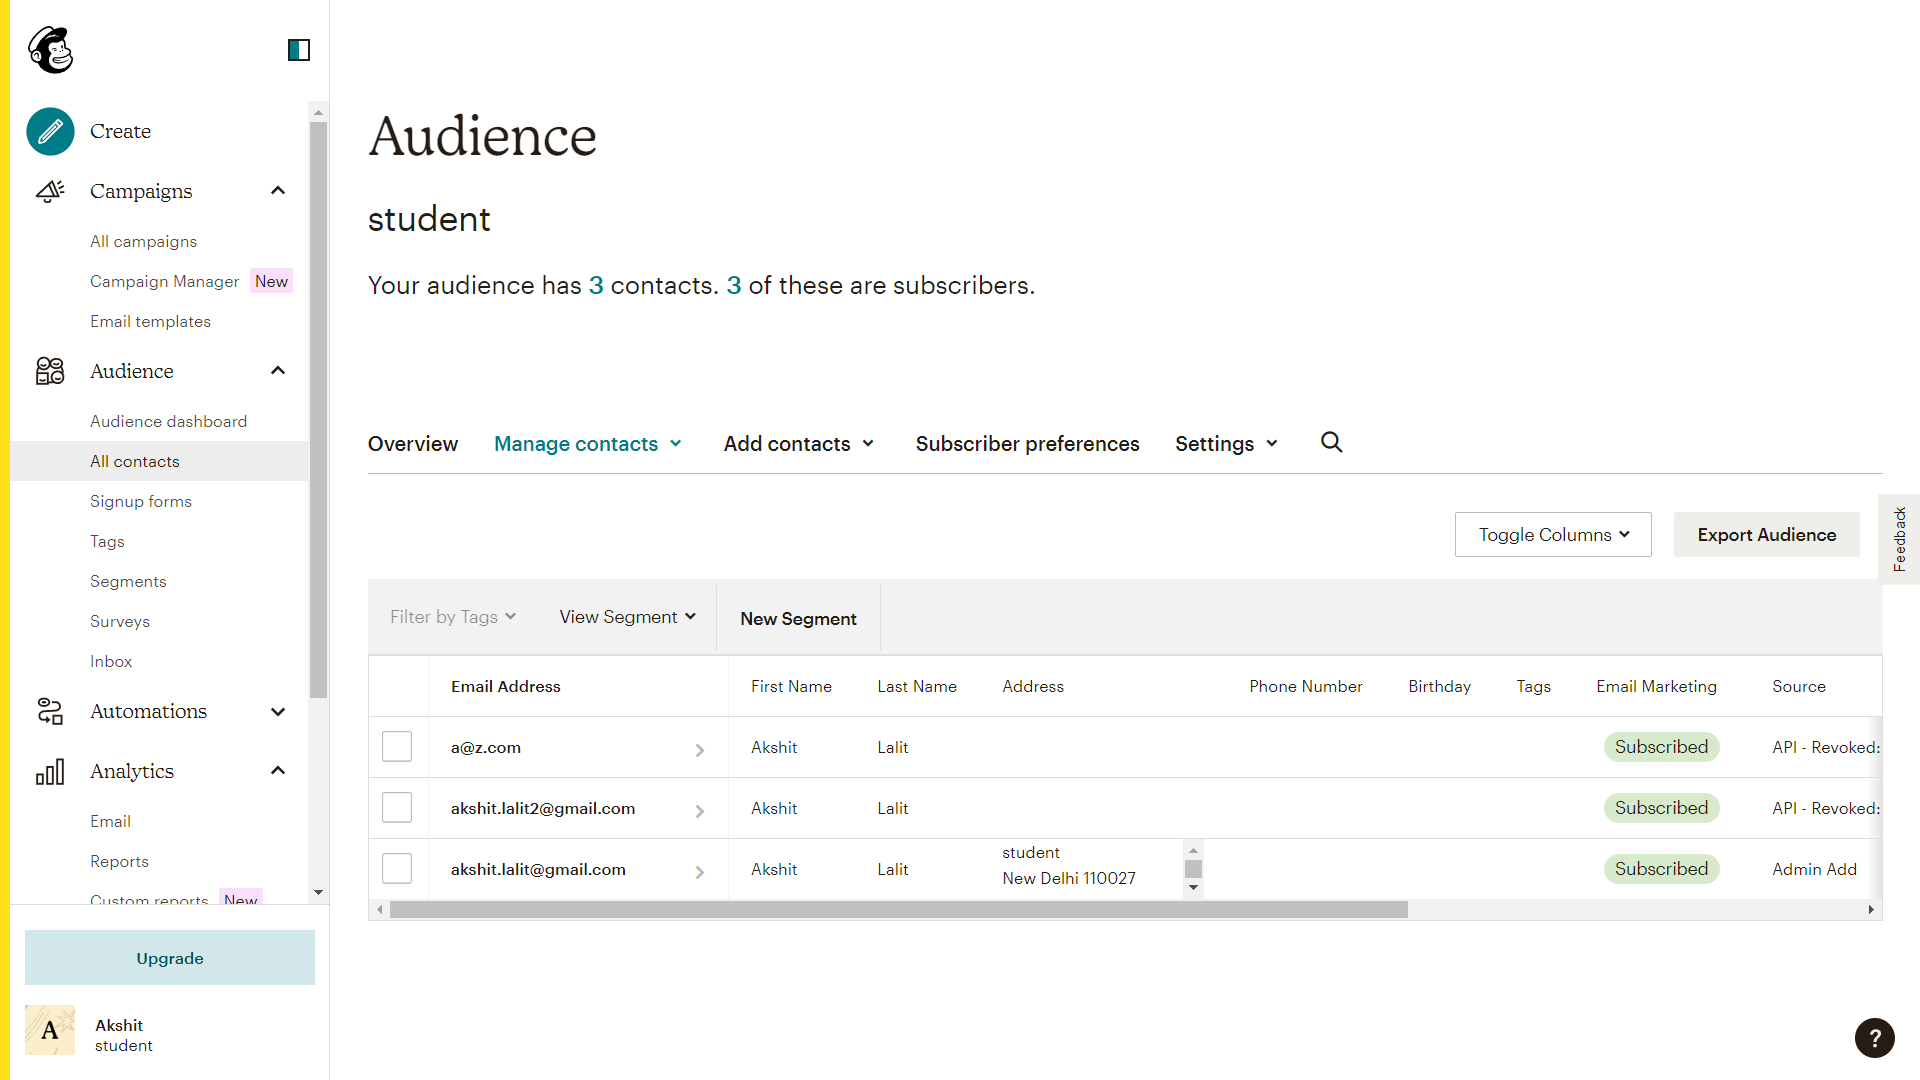 Create
Campaigns
All campaigns
Campaign Manager New
Email templates
Audience
Audience dashboard
All contacts
Signup forms
Tags
Segments
Surveys
Inbox
Automations
Analytics
Email
Reports
Custom reports New
Upgrade
A
Akshit
student
Audience
student
Your audience has 3 contacts. 3 of these are subscribers.
Overview Manage contacts Add contacts Subscriber preferences Settings
Toggle Columns Export Audience
Feedback
Filter by Tags View Segment New Segment
Email Address First Name Last Name Address Phone Number Birthday Tags Email Marketing Source
a@z.com Akshit Lalit Subscribed API - Revoked:
akshit.lalit2@gmail.com Akshit Lalit Subscribed API - Revoked:
akshit.lalit@gmail.com Akshit Lalit student Subscribed Admin Add
New Delhi 110027
?